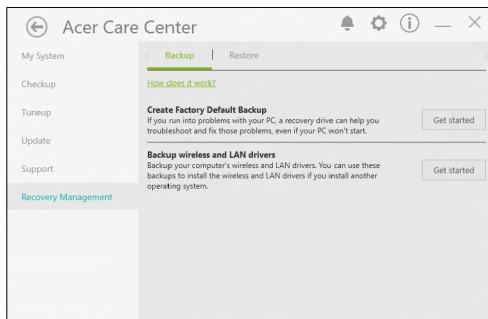 Acer Care Center
My System
Checkup
Tuneup
Update
Support
Recovery Management
Backup
Restore
How does it work?
Create Factory Default Backup
If you run into problems with your PC, a recovery drive can help you
troubleshoot and fix those problems, even if your PC won't start.
Get started
Backup wireless and LAN drivers
Backup your computer's wireless and LAN drivers. You can use these
backups to install the wireless and LAN drivers if you install another
operating system.
Get started